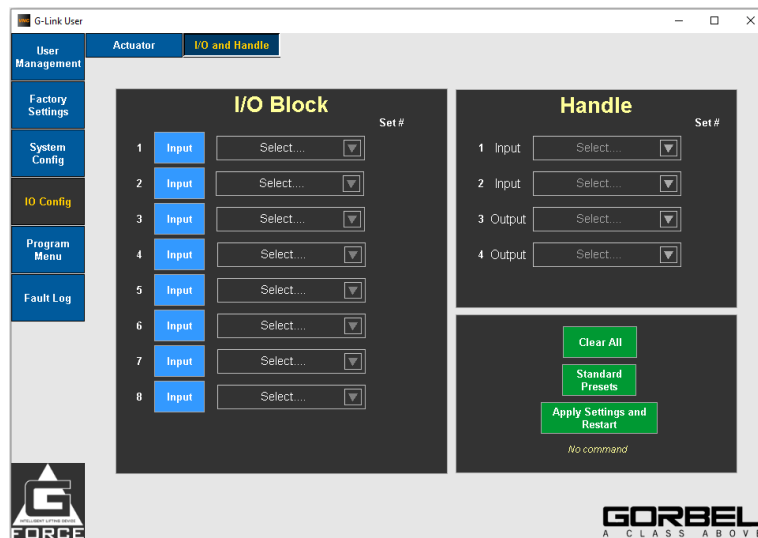 G-Link User
User
Management
Actuator
I/O and Handle
Factory
Settings
System
Config
IO Config
Program
Menu
Fault Log
I/O Block
Set #
1 Input Select....
2 Input Select....
3 Input Select....
4 Input Select....
5 Input Select....
6 Input Select....
7 Input Select....
8 Input Select....
Handle
Set #
1 Input Select....
2 Input Select....
3 Output Select....
4 Output Select....
Clear All
Standard
Presets
Apply Settings and
Restart
No command
G
INTELLIGENT LIFTING DEVICE
FORCE
GORBEL
A CLASS ABOVE